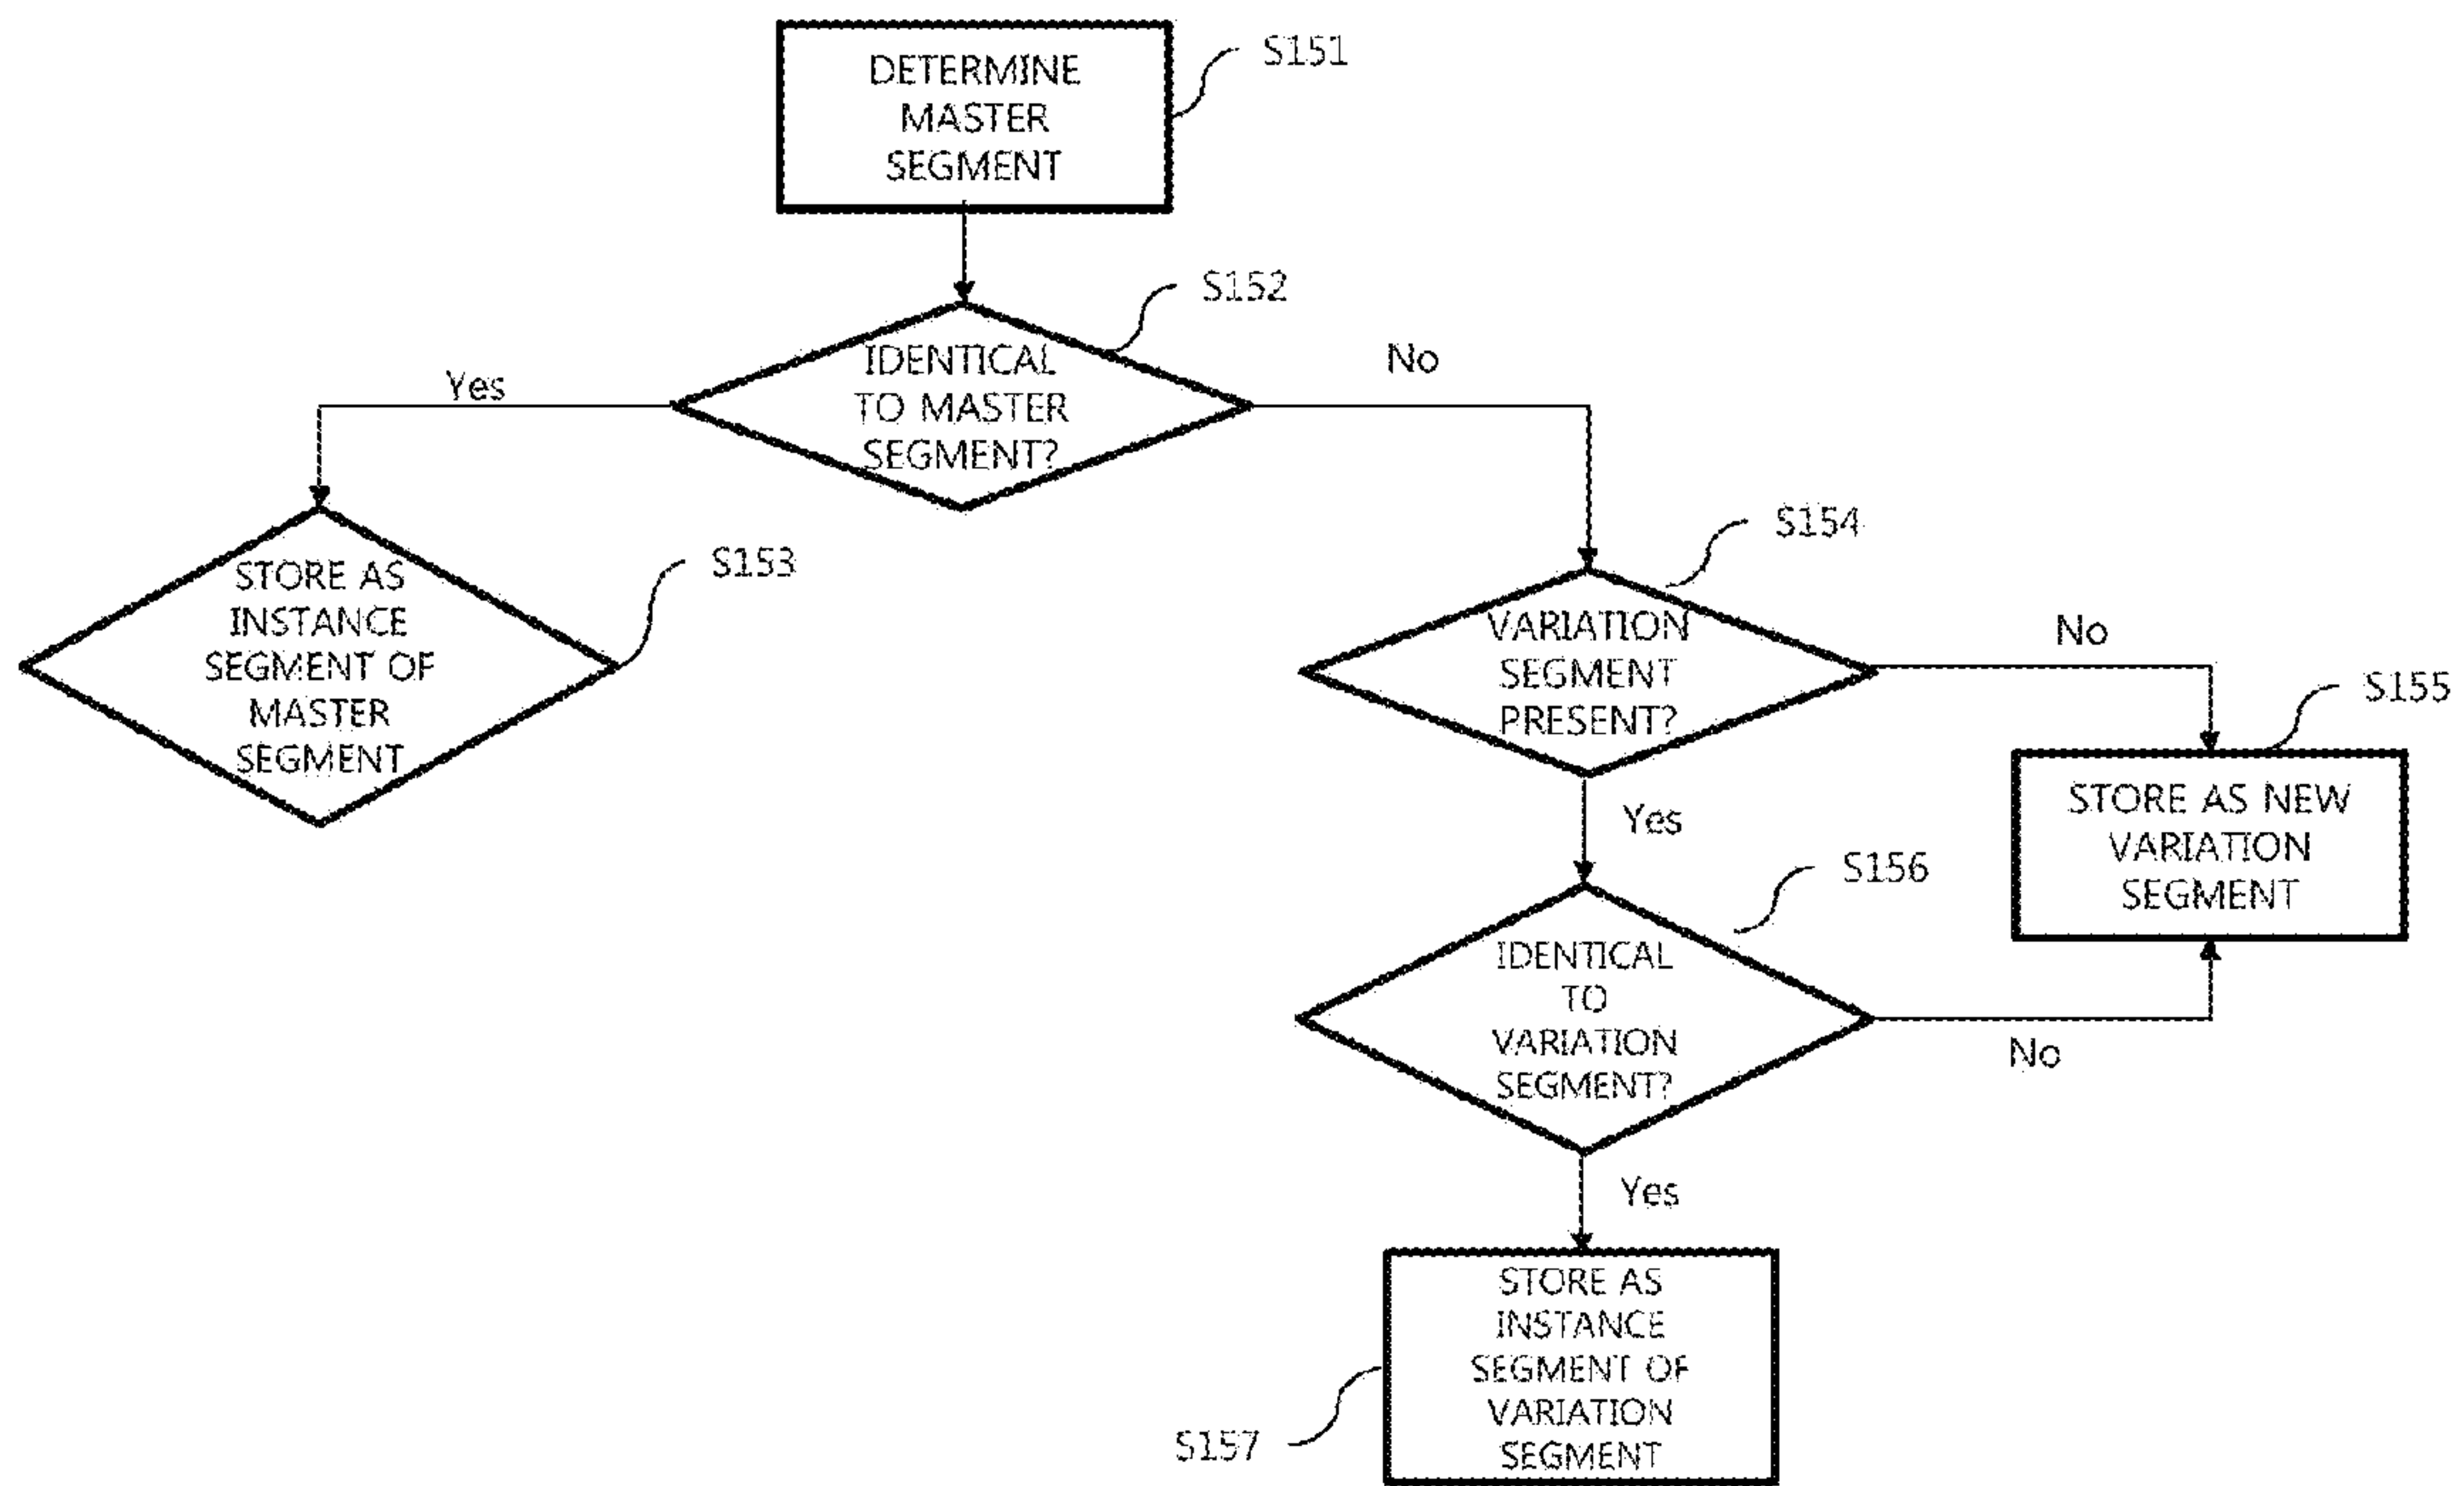 DETERMINE
MASTER
SEGMENT
S151
IDENTICAL
TO MASTER
SEGMENT?
S152
Yes
No
STORE AS
INSTANCE
SEGMENT OF
MASTER
SEGMENT
S153
VARIATION
SEGMENT
PRESENT?
S154
No
Yes
STORE AS NEW
VARIATION
SEGMENT
S155
IDENTICAL
TO
VARIATION
SEGMENT?
S156
No
Yes
STORE AS
INSTANCE
SEGMENT OF
VARIATION
SEGMENT
S157